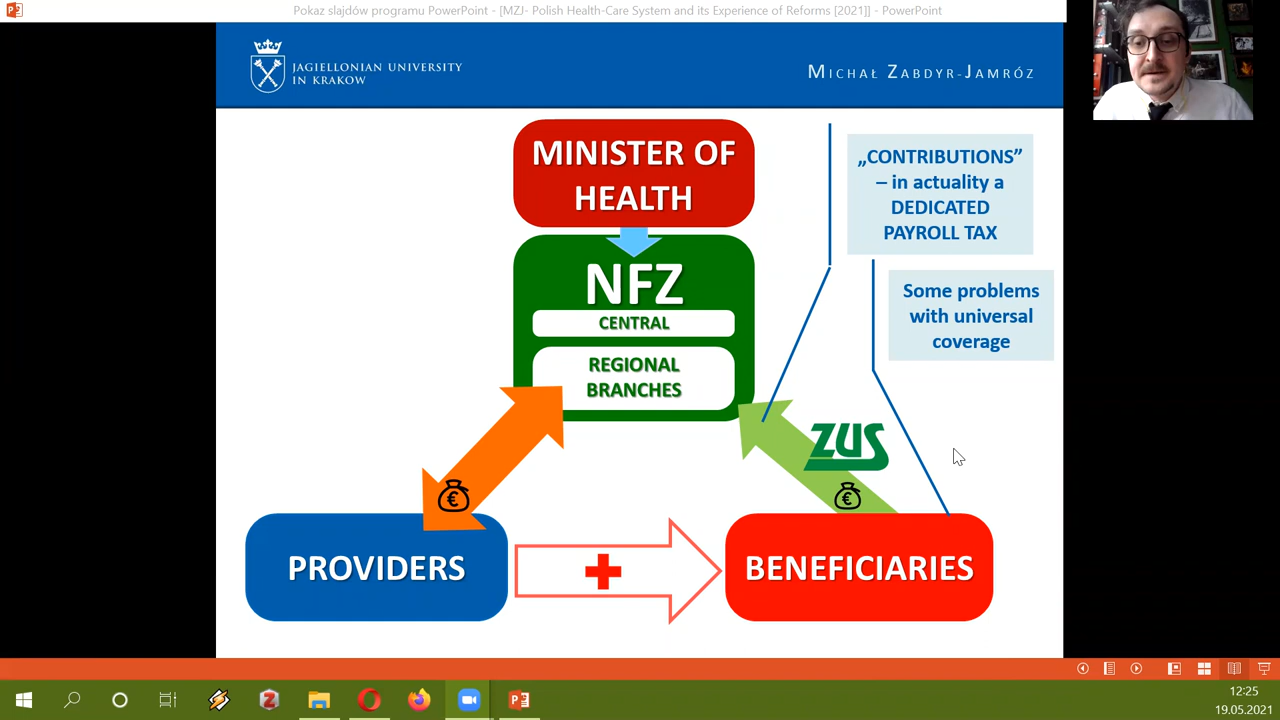 Pokaz slajdów programu PowerPoint - [MZJ- Polish Health-Care System and its Experience of Reforms [2021]] - PowerPoint
JAGIELLONIAN UNIVERSITY
IN KRAKOW
MICHAŁ ZABDYR-JAMRÓZ
MINISTER OF
HEALTH
„CONTRIBUTIONS”
– in actuality a
DEDICATED
PAYROLL TAX
NFZ
CENTRAL
REGIONAL
BRANCHES
Some problems
with universal
coverage
ZUS
€
€
PROVIDERS
BENEFICIARIES
12:25
19.05.2021